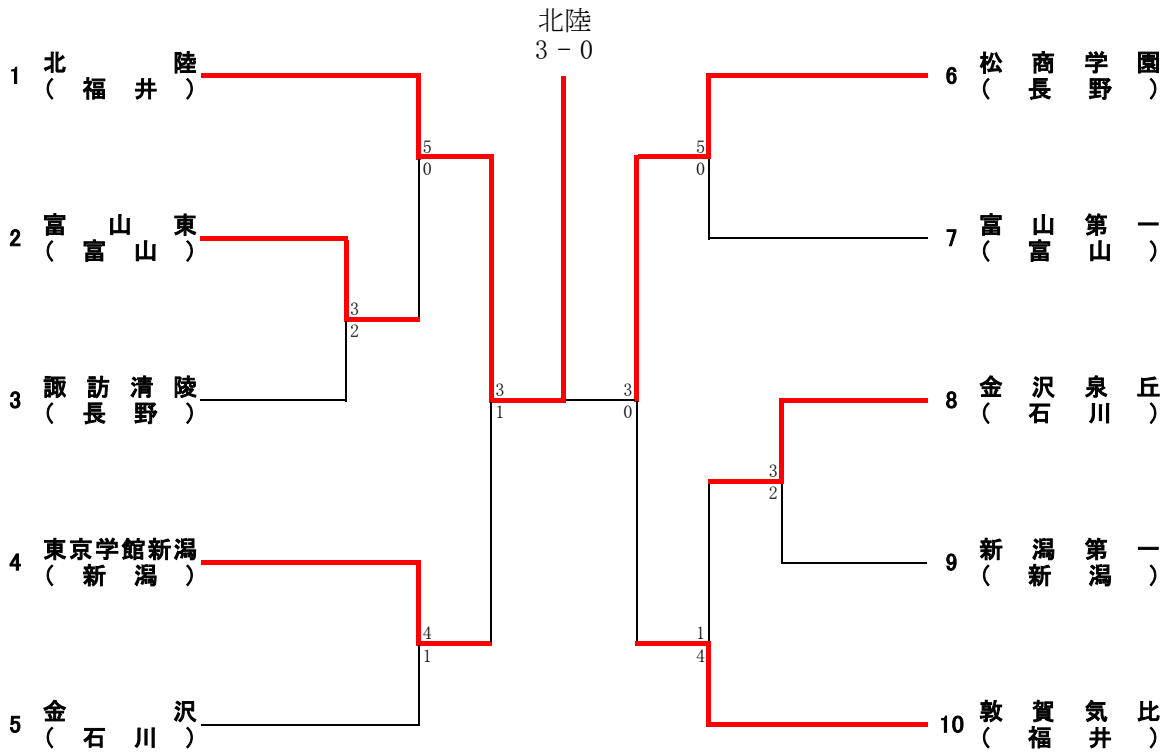 北陸
3－0
1 北陸
(福井)
5
0
2 富山東
(富山)
3
2
3 諏訪清陵
(長野)
3
1
4 東京学館新潟
(新潟)
4
1
5 金沢
(石川)
6 松商学園
(長野)
5
0
7 富山第一
(富山)
3
0
8 金沢泉丘
(石川)
3
2
9 新潟第一
(新潟)
1
4
10 敦賀気比
(福井)